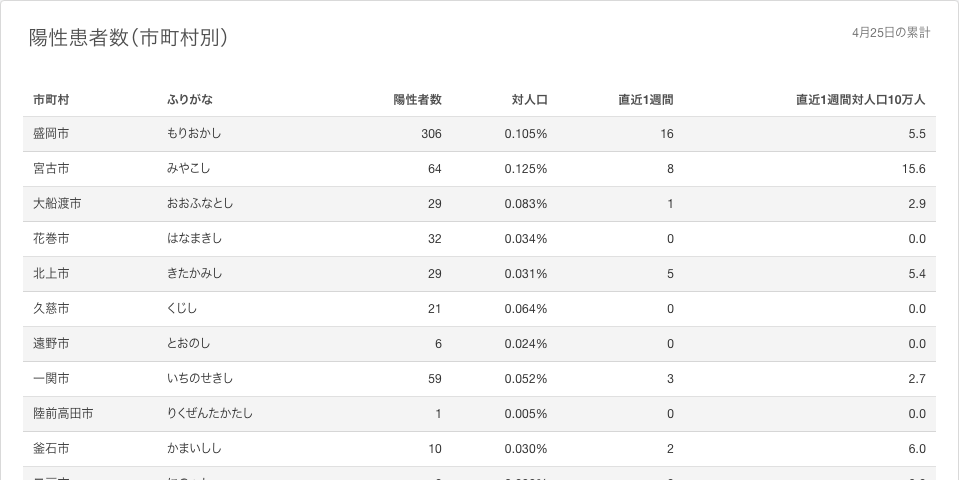 陽性患者数（市町村別）
4月25日の累計
市町村 ふりがな 陽性者数 対人口 直近1週間 直近1週間対人口10万人
盛岡市 もりおかし 306 0.105% 16 5.5
宮古市 みやこし 64 0.125% 8 15.6
大船渡市 おおふなとし 29 0.083% 1 2.9
花巻市 はなまきし 32 0.034% 0 0.0
北上市 きたかみし 29 0.031% 5 5.4
久慈市 くじし 21 0.064% 0 0.0
遠野市 とおのし 6 0.024% 0 0.0
一関市 いちのせきし 59 0.052% 3 2.7
陸前高田市 りくぜんたかたし 1 0.005% 0 0.0
釜石市 かまいしし 10 0.030% 2 6.0